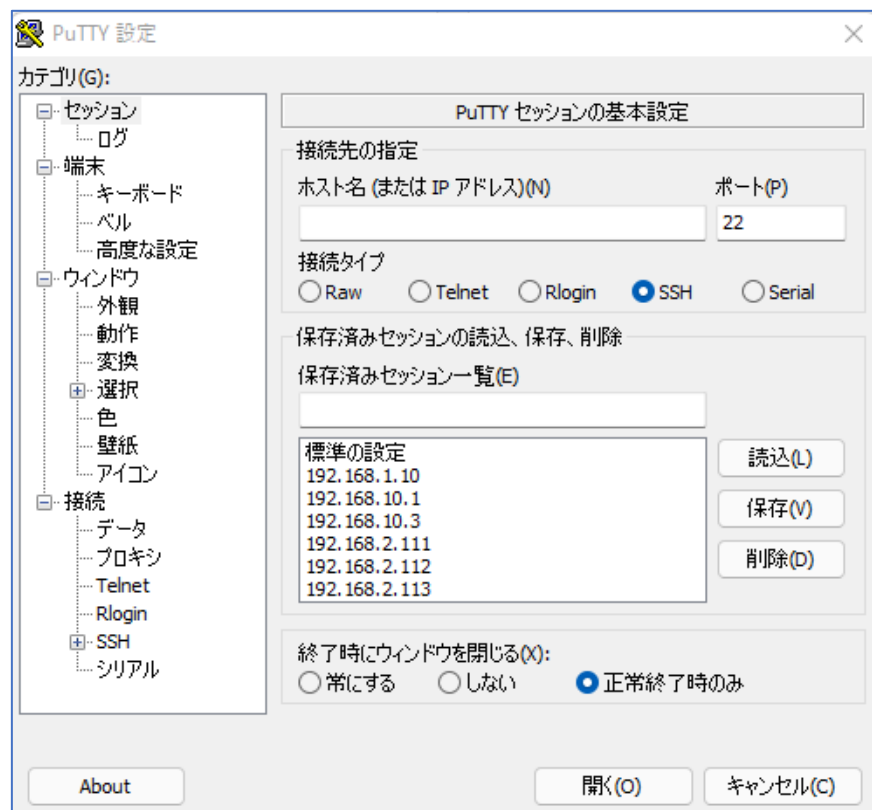 PuTTY 設定
カテゴリ(G):
セッション
ログ
端末
キーボード
ベル
高度な設定
ウィンドウ
外観
動作
変換
選択
色
壁紙
アイコン
接続
データ
プロキシ
Telnet
Rlogin
SSH
シリアル
PuTTY セッションの基本設定
接続先の指定
ホスト名 (または IP アドレス)(N) ポート(P)
22
接続タイプ
Raw Telnet Rlogin SSH Serial
保存済みセッションの読込、保存、削除
保存済みセッション一覧(E)
標準の設定
192.168.1.10
192.168.10.1
192.168.10.3
192.168.2.111
192.168.2.112
192.168.2.113
読込(L)
保存(V)
削除(D)
終了時にウィンドウを閉じる(X):
常にする しない 正常終了時のみ
About 開く(O) キャンセル(C)